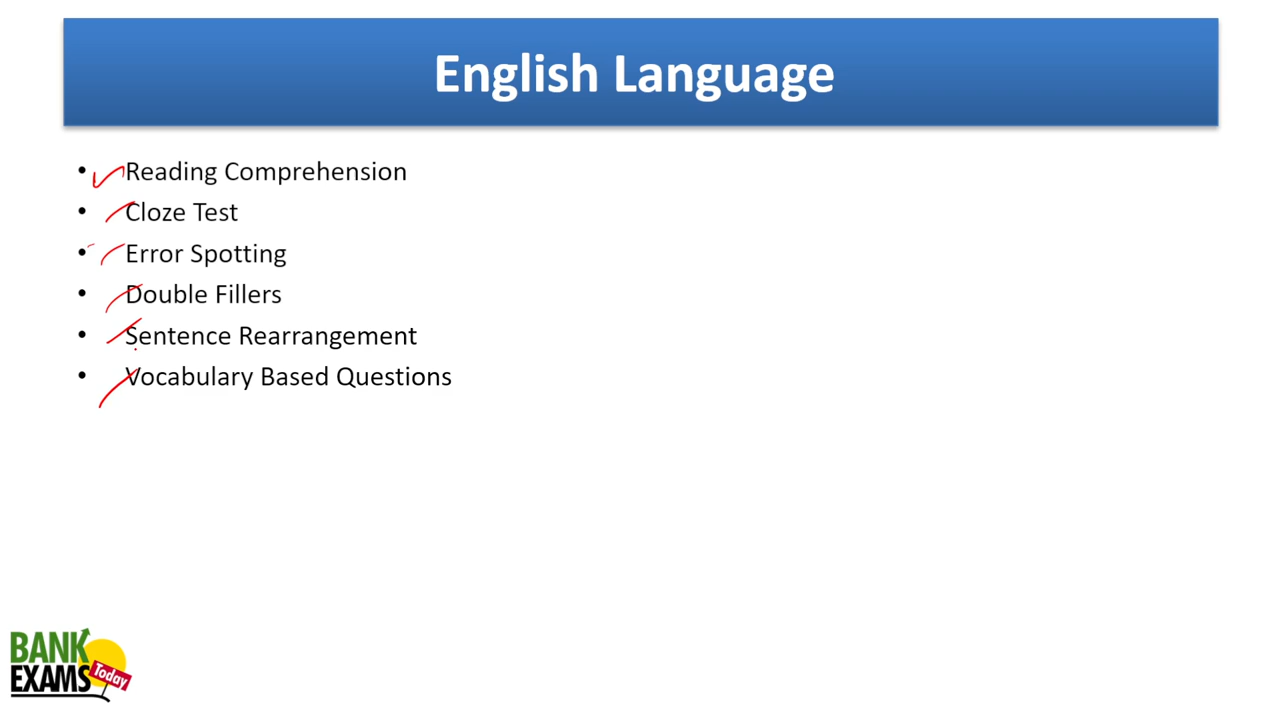 English Language
• Reading Comprehension
• Cloze Test
• Error Spotting
• Double Fillers
• Sentence Rearrangement
• Vocabulary Based Questions
BANK
EXAMS Today